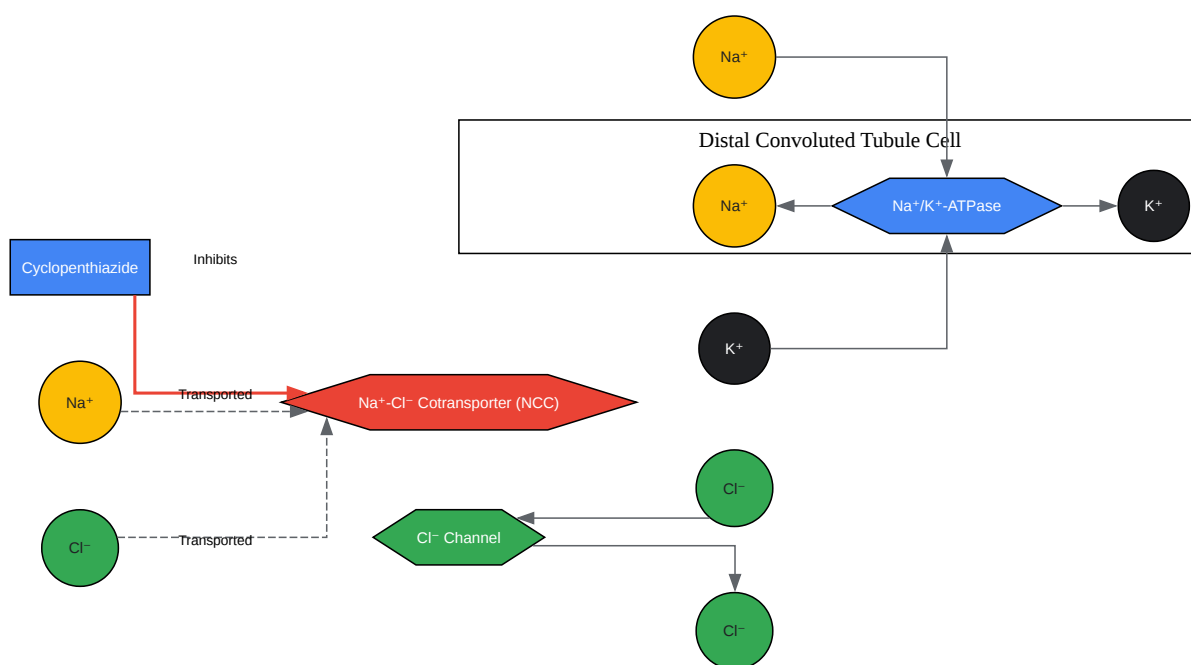 Na⁺
Distal Convoluted Tubule Cell
Na⁺
Na⁺/K⁺-ATPase
K⁺
Cyclopenthiazide
Inhibits
K⁺
Na⁺
Transported
Na⁺-Cl⁻ Cotransporter (NCC)
Cl⁻
Cl⁻
Transported
Cl⁻ Channel
Cl⁻